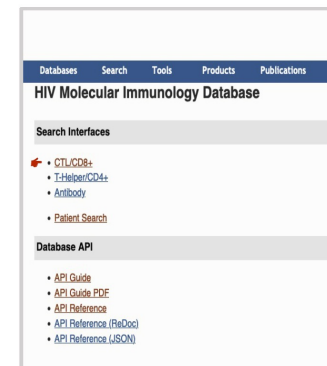 Databases Search Tools Products Publications
HIV Molecular Immunology Database
Search Interfaces
CTL/CD8+
T-Helper/CD4+
Antibody
Patient Search
Database API
API Guide
API Guide PDF
API Reference
API Reference (ReDoc)
API Reference (JSON)